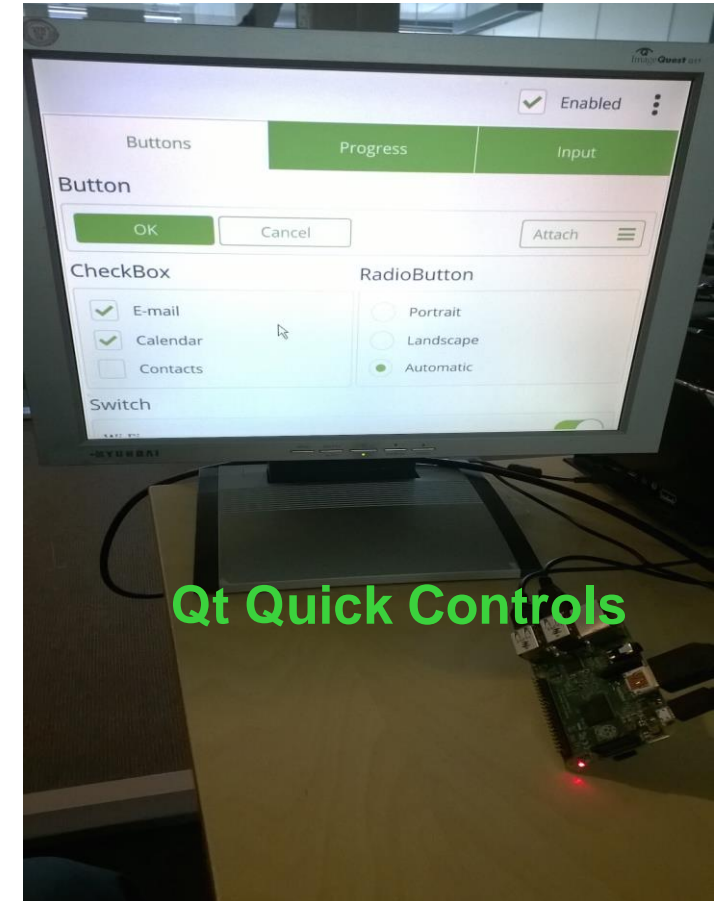 ImageQuest
Enabled
Buttons Progress Input
Button
OK Cancel Attach
CheckBox RadioButton
E-mail Portrait
Calendar Landscape
Contacts Automatic
Switch
HYUNDAI
Qt Quick Controls